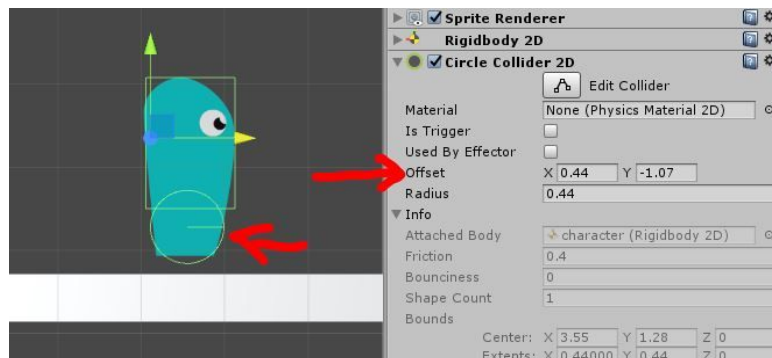 Sprite Renderer
Rigidbody 2D
Circle Collider 2D
Edit Collider
Material None (Physics Material 2D)
Is Trigger
Used By Effector
Offset X 0.44 Y -1.07
Radius 0.44
Info
Attached Body character (Rigidbody 2D)
Friction 0.4
Bounciness 0
Shape Count 1
Bounds
Center: X 3.55 Y 1.28 Z 0
Extents: X 0.44000 Y 0.44 Z 0